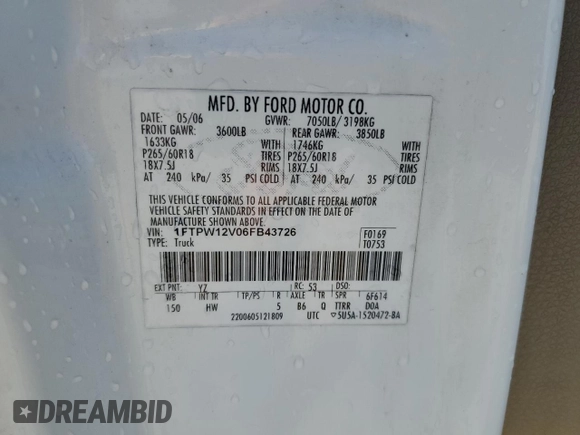 MFD. BY FORD MOTOR CO.
DATE: 05/06 GVWR: 7050LB/ 3198KG
FRONT GAWR: 3600LB REAR GAWR: 3850LB
1633KG 1746KG
P265/60R18 TIRES P265/60R18 TIRES
18X7.5J RIMS 18X7.5J RIMS
AT 240 kPa/ 35 PSI COLD AT 240 kPa/ 35 PSI COLD
THIS VEHICLE CONFORMS TO ALL APPLICABLE FEDERAL MOTOR
VEHICLE SAFETY STANDARDS IN EFFECT ON THE DATE OF
MANUFACTURE SHOWN ABOVE.
VIN: 1FTPW12V06FB43726 F0169
TYPE: Truck T0753
EXT PNT: YZ RC: 53 DSO:
WB INT TR TP/PS R AXLE TR SPR 6F614
150 HW 5 B6 Q TTRR DOA
2200605121809 UTC 5U5A-1520472-BA
DREAMBID